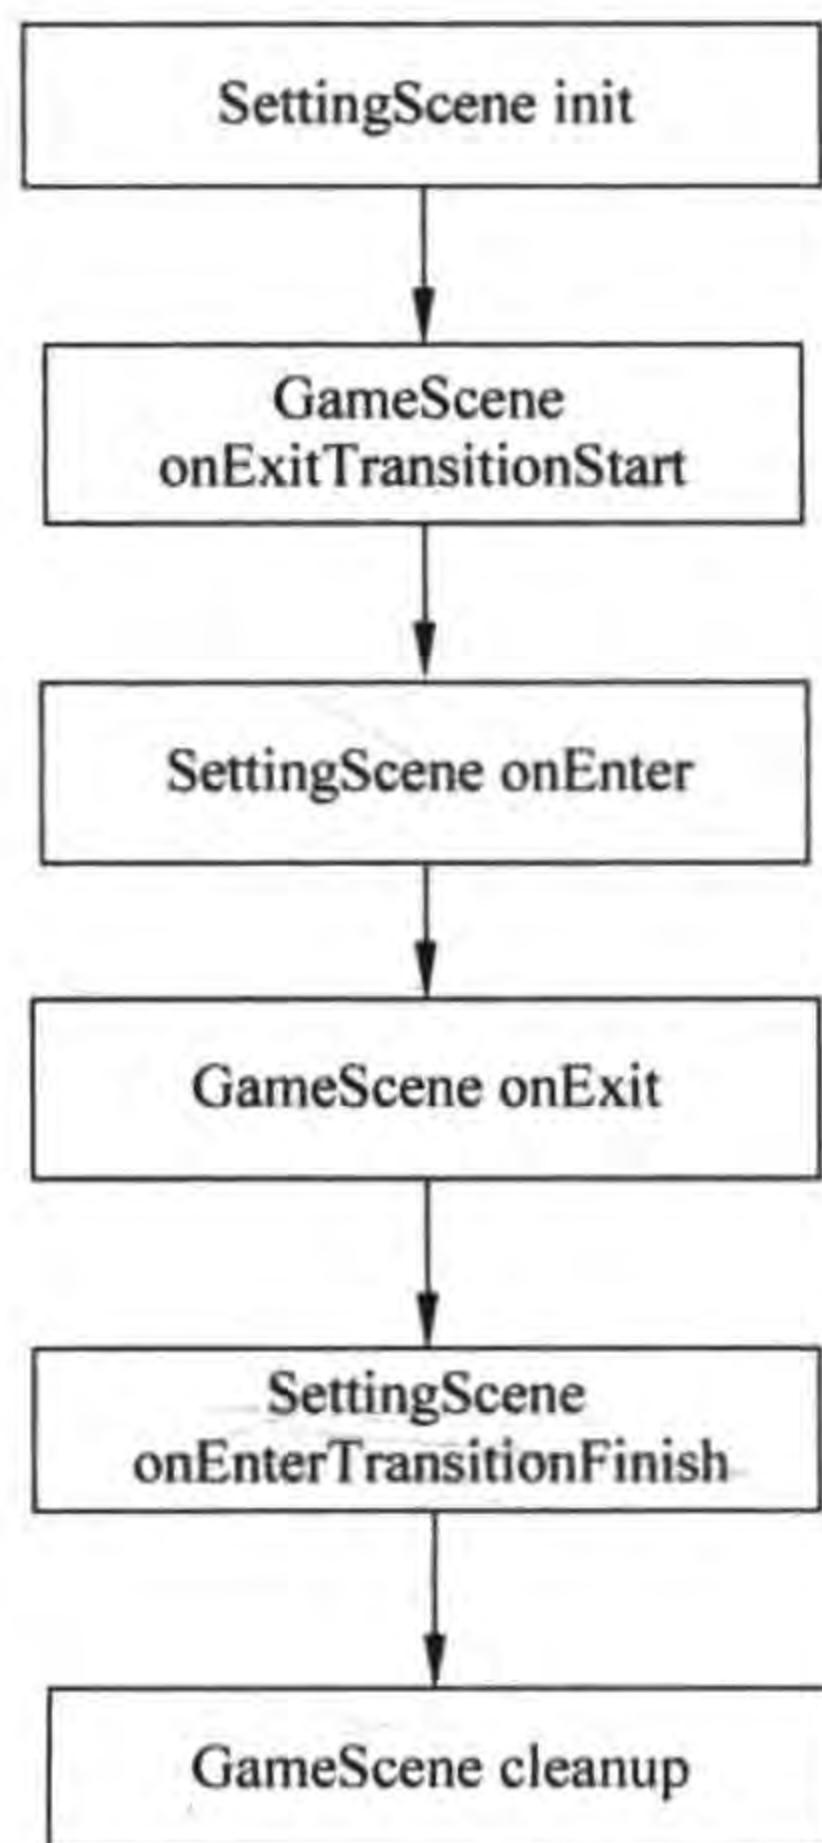 SettingScene init
GameScene
onExitTransitionStart
SettingScene onEnter
GameScene onExit
SettingScene
onEnterTransitionFinish
GameScene cleanup